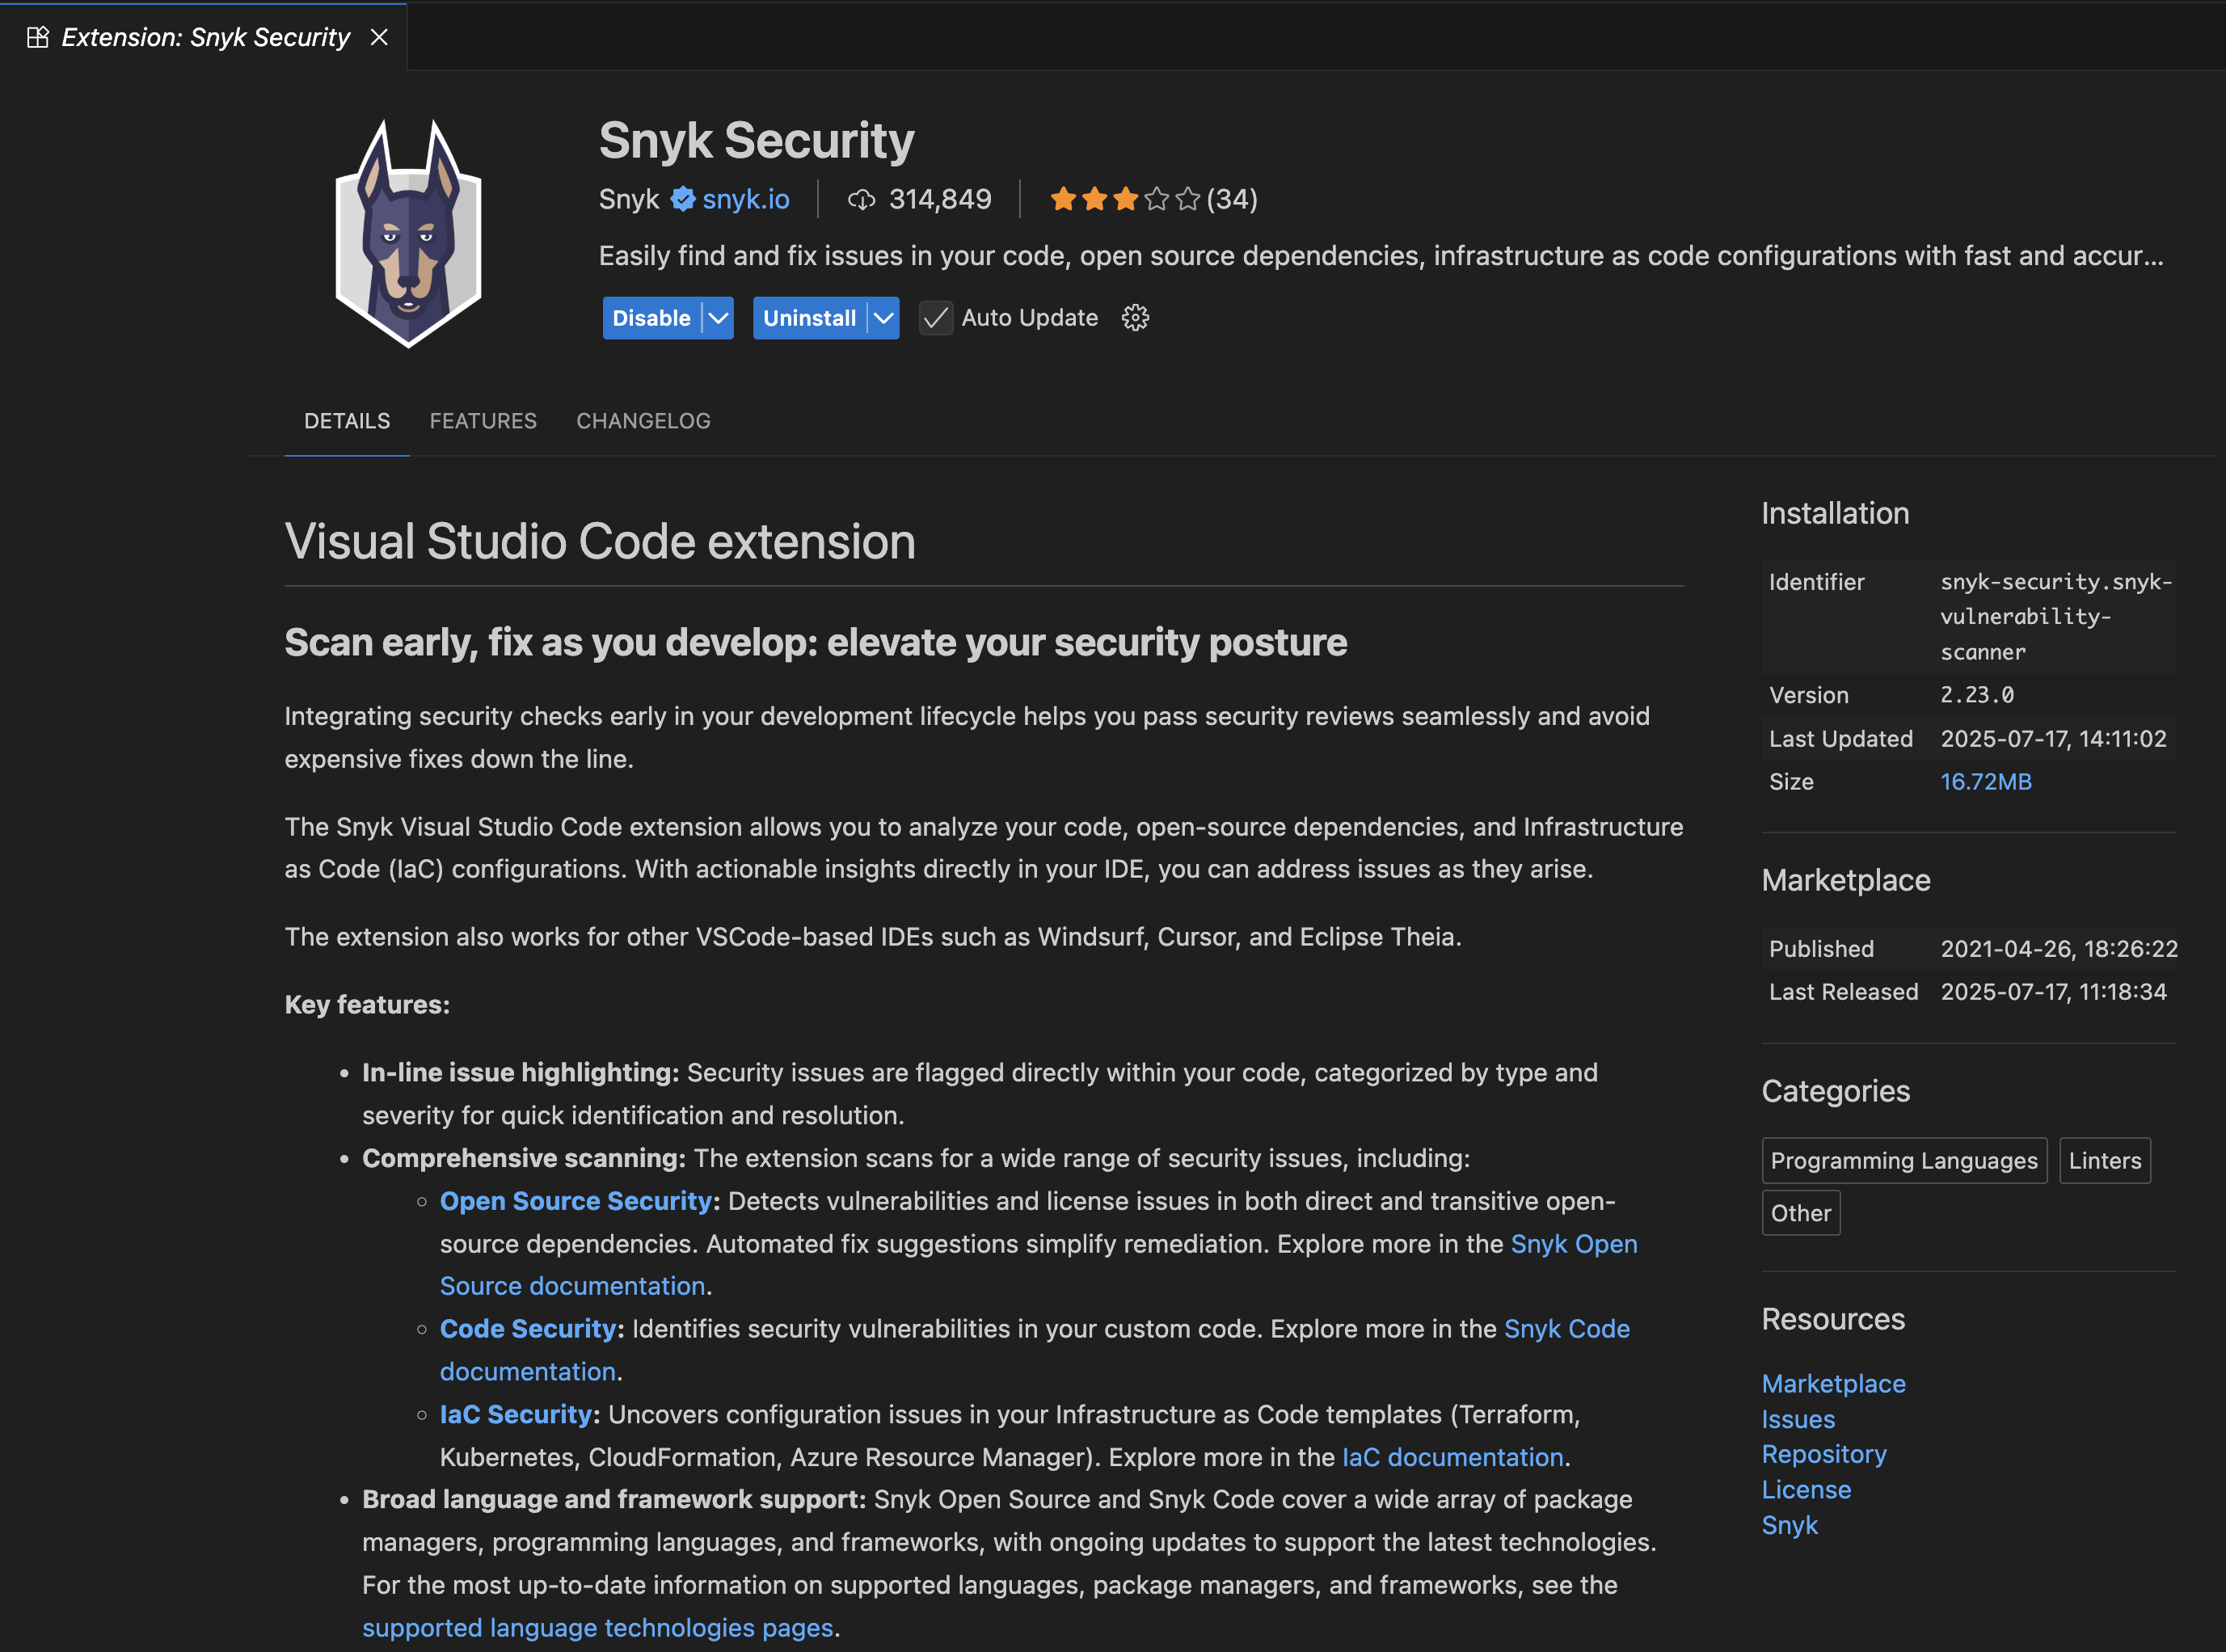 Extension: Snyk Security
Snyk Security
Snyk snyk.io 314,849 (34)
Easily find and fix issues in your code, open source dependencies, infrastructure as code configurations with fast and accur...
Disable Uninstall Auto Update
DETAILS FEATURES CHANGELOG
Visual Studio Code extension
Scan early, fix as you develop: elevate your security posture
Integrating security checks early in your development lifecycle helps you pass security reviews seamlessly and avoid
expensive fixes down the line.
The Snyk Visual Studio Code extension allows you to analyze your code, open-source dependencies, and Infrastructure
as Code (IaC) configurations. With actionable insights directly in your IDE, you can address issues as they arise.
The extension also works for other VSCode-based IDEs such as Windsurf, Cursor, and Eclipse Theia.
Key features:
• In-line issue highlighting: Security issues are flagged directly within your code, categorized by type and
severity for quick identification and resolution.
• Comprehensive scanning: The extension scans for a wide range of security issues, including:
◦ Open Source Security: Detects vulnerabilities and license issues in both direct and transitive open-
source dependencies. Automated fix suggestions simplify remediation. Explore more in the Snyk Open
Source documentation.
◦ Code Security: Identifies security vulnerabilities in your custom code. Explore more in the Snyk Code
documentation.
◦ IaC Security: Uncovers configuration issues in your Infrastructure as Code templates (Terraform,
Kubernetes, CloudFormation, Azure Resource Manager). Explore more in the IaC documentation.
• Broad language and framework support: Snyk Open Source and Snyk Code cover a wide array of package
managers, programming languages, and frameworks, with ongoing updates to support the latest technologies.
For the most up-to-date information on supported languages, package managers, and frameworks, see the
supported language technologies pages.
Installation
Identifier snyk-security.snyk-
vulnerability-
scanner
Version 2.23.0
Last Updated 2025-07-17, 14:11:02
Size 16.72MB
Marketplace
Published 2021-04-26, 18:26:22
Last Released 2025-07-17, 11:18:34
Categories
Programming Languages Linters
Other
Resources
Marketplace
Issues
Repository
License
Snyk